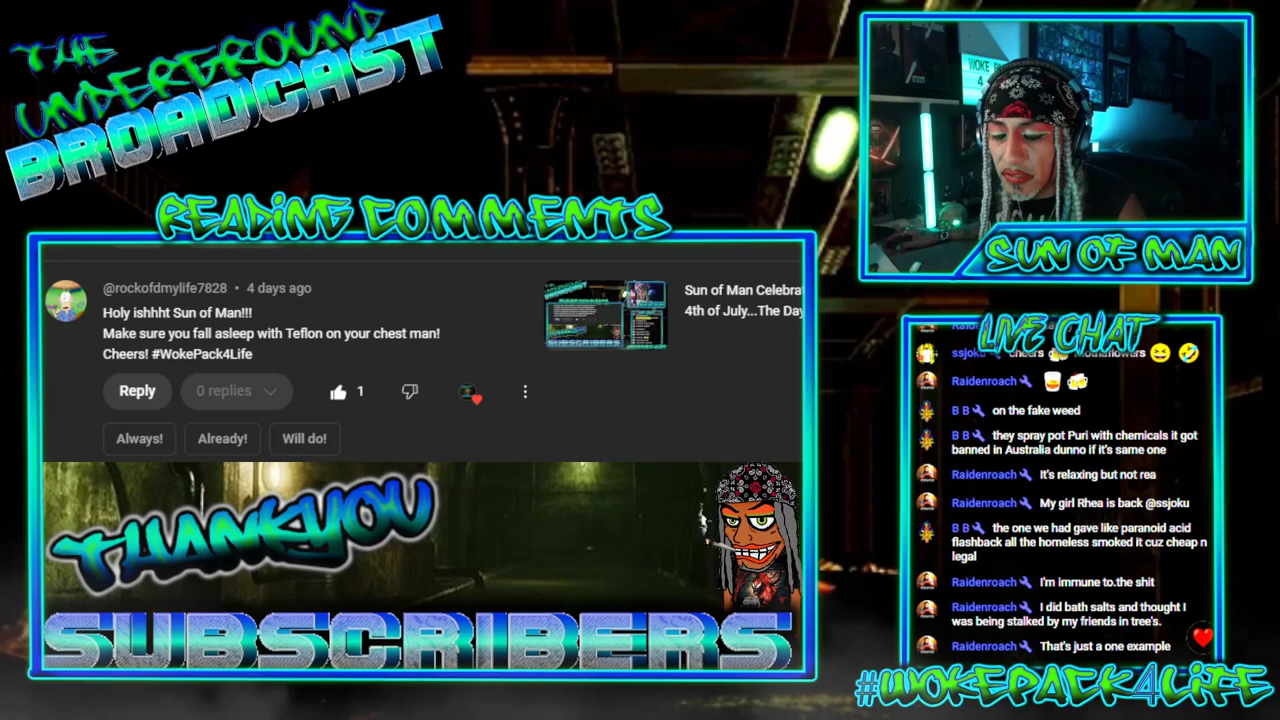 THE
UNDERGROUND
BROADCAST
READING COMMENTS
@rockofdmylife7828 • 4 days ago
Holy ishhht Sun of Man!!!
Make sure you fall asleep with Teflon on your chest man!
Cheers! #WokePack4Life
Reply
0 replies
1
Always!
Already!
Will do!
Sun of Man Celebra
4th of July...The Day
THANKYOU
SUBSCRIBERS
WOKE
4
SUN OF MAN
LIVE CHAT
ssjoku Cheers Mothaflowers
Raidenroach
B B on the fake weed
B B they spray pot Puri with chemicals it got
banned in Australia dunno if it's same one
Raidenroach It's relaxing but not rea
Raidenroach My girl Rhea is back @ssjoku
B B the one we had gave like paranoid acid
flashback all the homeless smoked it cuz cheap n
legal
Raidenroach I'm immune to.the shit
Raidenroach I did bath salts and thought I
was being stalked by my friends in tree's.
Raidenroach That's just a one example
#WOKEPACK4LIFE